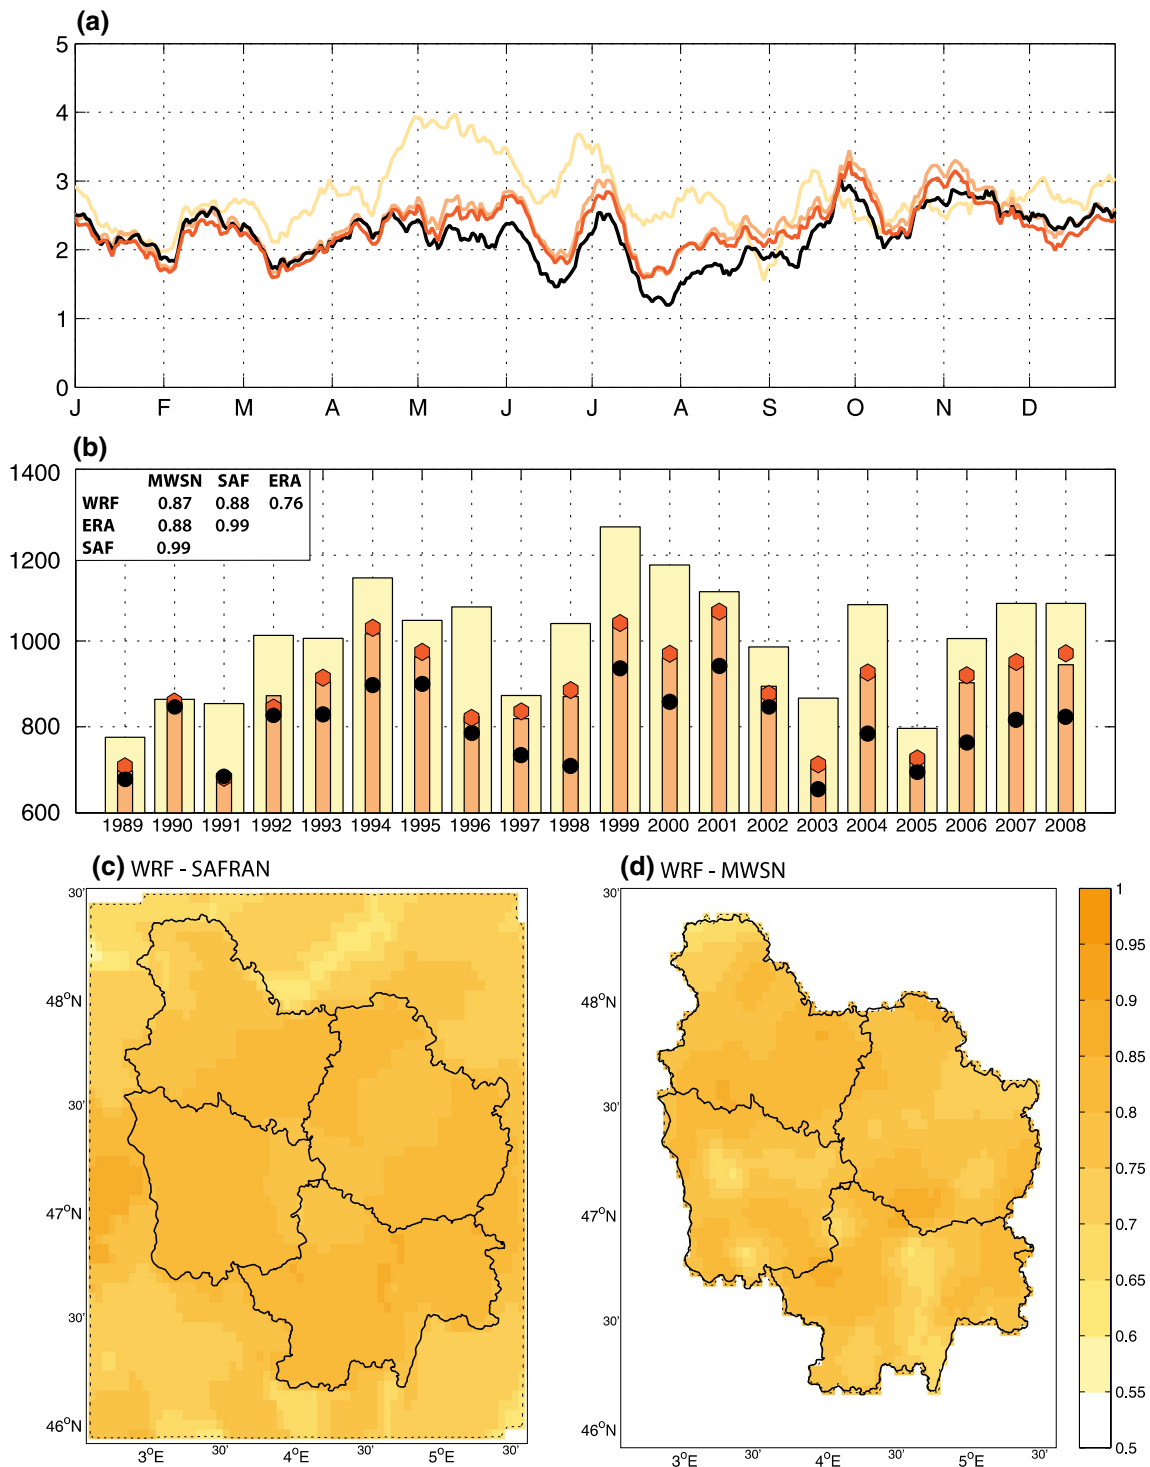 (a)
5
4
3
2
1
0
J F M A M J J A S O N D
(b)
1400
1200
1000
800
600
MWSN SAF ERA
WRF 0.87 0.88 0.76
ERA 0.88 0.99
SAF 0.99
1989 1990 1991 1992 1993 1994 1995 1996 1997 1998 1999 2000 2001 2002 2003 2004 2005 2006 2007 2008
(c) WRF - SAFRAN
30'
48°N
30'
47°N
30'
46°N
3°E 30' 4°E 30' 5°E 30'
(d) WRF - MWSN
30'
48°N
30'
47°N
30'
46°N
3°E 30' 4°E 30' 5°E 30'
1
0.95
0.9
0.85
0.8
0.75
0.7
0.65
0.6
0.55
0.5